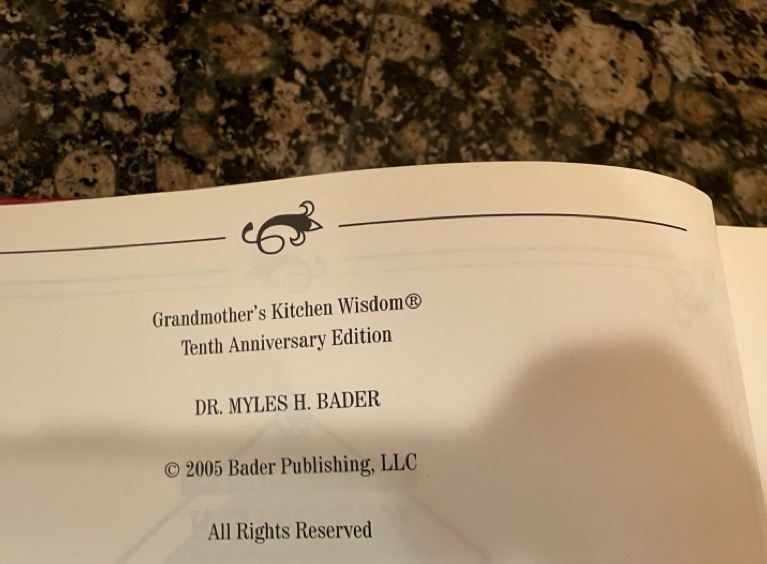 Grandmother's Kitchen Wisdom®
Tenth Anniversary Edition
DR. MYLES H. BADER
© 2005 Bader Publishing, LLC
All Rights Reserved